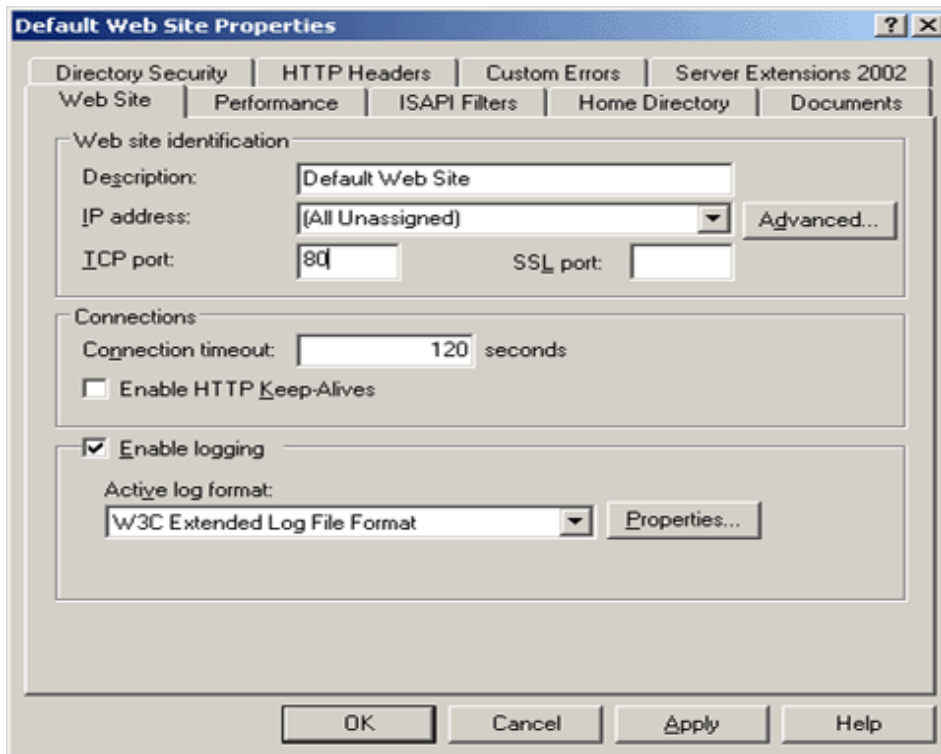 Default Web Site Properties ? X
Directory Security HTTP Headers Custom Errors Server Extensions 2002
Web Site Performance ISAPI Filters Home Directory Documents
Web site identification
Description: Default Web Site
IP address: (All Unassigned) Advanced...
TCP port: 80 SSL port:
Connections
Connection timeout: 120 seconds
Enable HTTP Keep-Alives
Enable logging
Active log format:
W3C Extended Log File Format Properties...
OK Cancel Apply Help